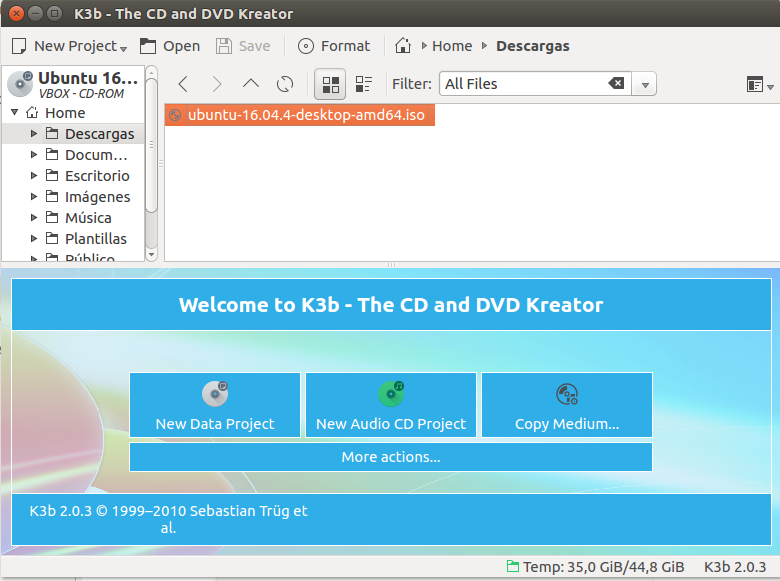 K3b - The CD and DVD Kreator
New Project Open Save Format Home Descargas
Ubuntu 16...
VBOX - CD-ROM
Filter: All Files
Home
Descargas
Docum...
Escritorio
Imágenes
Música
Plantillas
Público
ubuntu-16.04.4-desktop-amd64.iso
Welcome to K3b - The CD and DVD Kreator
New Data Project New Audio CD Project Copy Medium...
More actions...
K3b 2.0.3 © 1999–2010 Sebastian Trüg et
al.
Temp: 35,0 GiB/44,8 GiB K3b 2.0.3